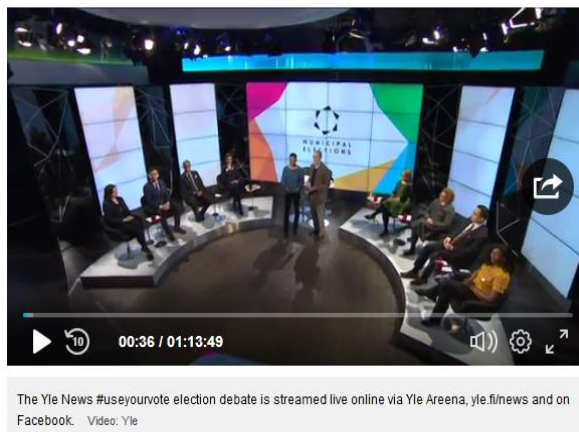 MUNICIPAL
ELECTIONS
10
00:36 / 01:13:49
The Yle News #useyourvote election debate is streamed live online via Yle Areena, yle.fi/news and on
Facebook. Video: Yle